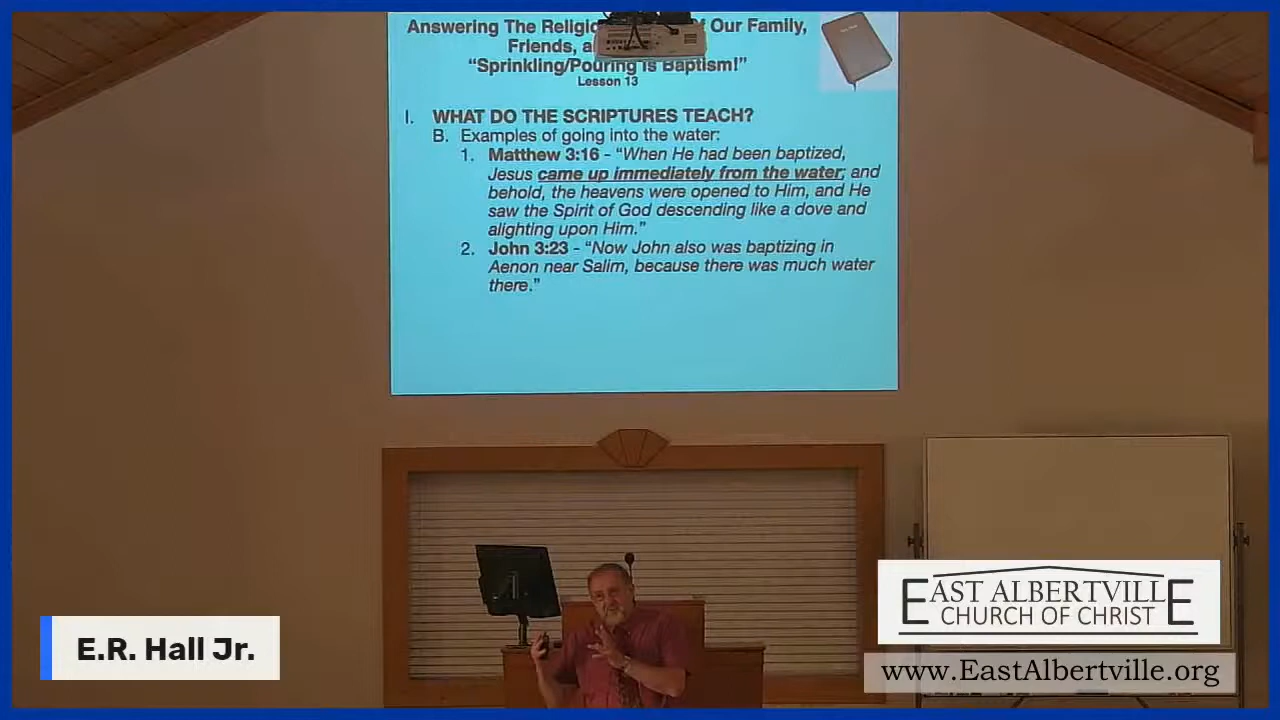 Answering The Of Our Family,
Friends,
“Sprinkling/Pouring Is Baptism!”
Lesson 13
I. WHAT DO THE SCRIPTURES TEACH?
B. Examples of going into the water:
1. Matthew 3:16 - “When He had been baptized,
Jesus came up immediately from the water; and
behold, the heavens were opened to Him, and He
saw the Spirit of God descending like a dove and
alighting upon Him.”
2. John 3:23 - “Now John also was baptizing in
Aenon near Salim, because there was much water
there.”
E.R. Hall Jr.
EAST ALBERTVILLE
CHURCH OF CHRIST
www.EastAlbertville.org